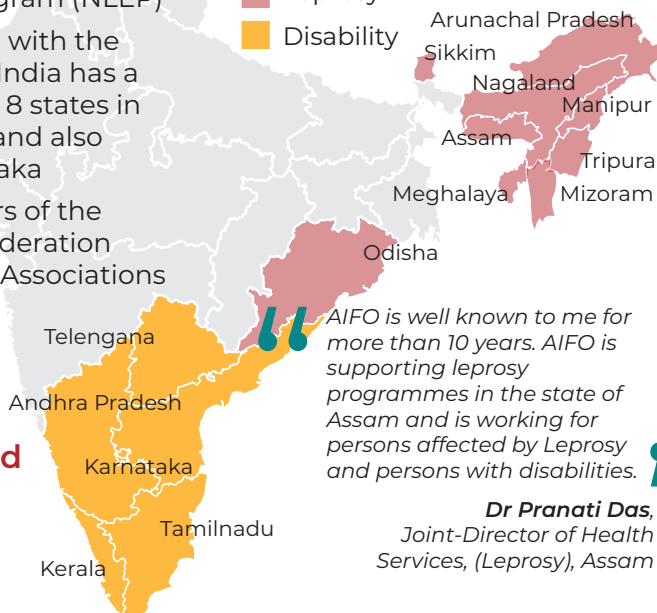 gram (NLEP)
with the
India has a
8 states in
and also
aka
rs of the
deration
Associations
d
Disability
Arunachal Pradesh
Sikkim
Nagaland
Manipur
Assam
Tripura
Meghalaya
Mizoram
Odisha
Telengana
Andhra Pradesh
Karnataka
Tamilnadu
Kerala
“
AIFO is well known to me for
more than 10 years. AIFO is
supporting leprosy
programmes in the state of
Assam and is working for
persons affected by Leprosy
and persons with disabilities.
Dr Pranati Das,
Joint-Director of Health
Services, (Leprosy), Assam